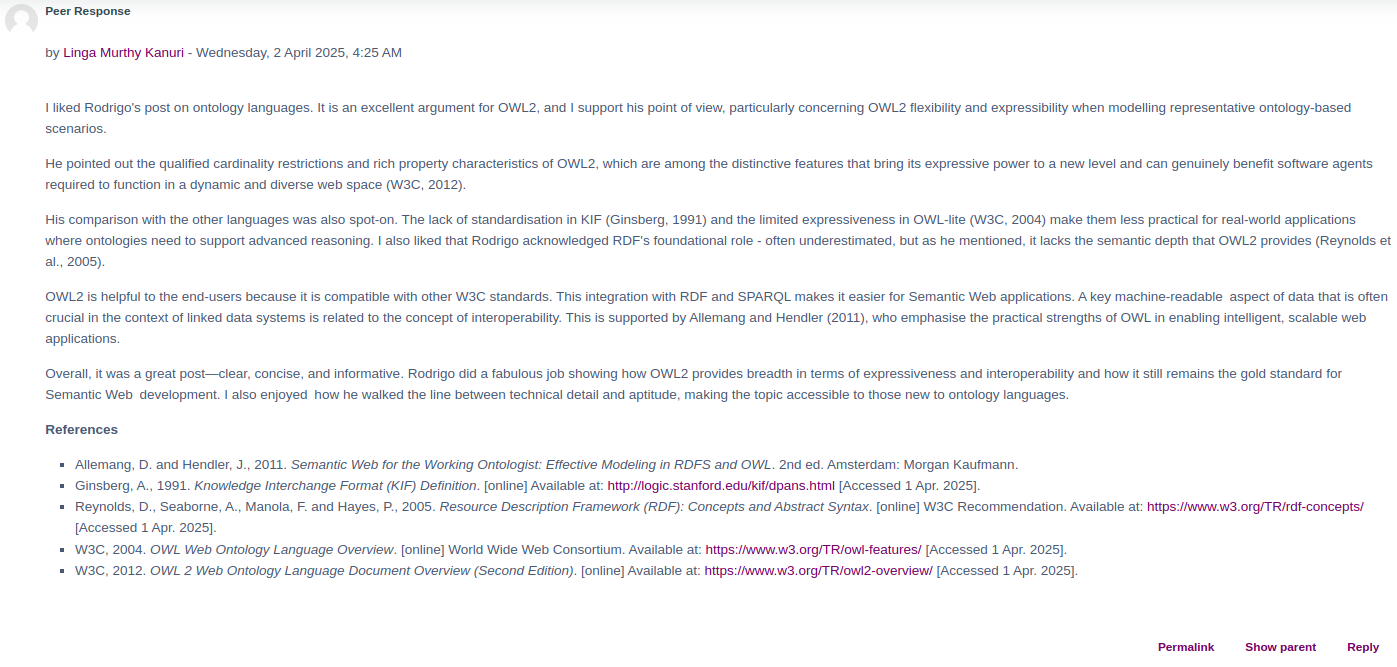 Peer Response
by Linga Murthy Kanuri - Wednesday, 2 April 2025, 4:25 AM
I liked Rodrigo's post on ontology languages. It is an excellent argument for OWL2, and I support his point of view, particularly concerning OWL2 flexibility and expressibility when modelling representative ontology-based
scenarios.
He pointed out the qualified cardinality restrictions and rich property characteristics of OWL2, which are among the distinctive features that bring its expressive power to a new level and can genuinely benefit software agents
required to function in a dynamic and diverse web space (W3C, 2012).
His comparison with the other languages was also spot-on. The lack of standardisation in KIF (Ginsberg, 1991) and the limited expressiveness in OWL-lite (W3C, 2004) make them less practical for real-world applications
where ontologies need to support advanced reasoning. I also liked that Rodrigo acknowledged RDF's foundational role - often underestimated, but as he mentioned, it lacks the semantic depth that OWL2 provides (Reynolds et
al., 2005).
OWL2 is helpful to the end-users because it is compatible with other W3C standards. This integration with RDF and SPARQL makes it easier for Semantic Web applications. A key machine-readable  aspect of data that is often
crucial in the context of linked data systems is related to the concept of interoperability. This is supported by Allemang and Hendler (2011), who emphasise the practical strengths of OWL in enabling intelligent, scalable web
applications.
Overall, it was a great post—clear, concise, and informative. Rodrigo did a fabulous job showing how OWL2 provides breadth in terms of expressiveness and interoperability and how it still remains the gold standard for
Semantic Web  development. I also enjoyed  how he walked the line between technical detail and aptitude, making the topic accessible to those new to ontology languages.
References
▪ Allemang, D. and Hendler, J., 2011. Semantic Web for the Working Ontologist: Effective Modeling in RDFS and OWL. 2nd ed. Amsterdam: Morgan Kaufmann.
▪ Ginsberg, A., 1991. Knowledge Interchange Format (KIF) Definition. [online] Available at: http://logic.stanford.edu/kif/dpans.html [Accessed 1 Apr. 2025].
▪ Reynolds, D., Seaborne, A., Manola, F. and Hayes, P., 2005. Resource Description Framework (RDF): Concepts and Abstract Syntax. [online] W3C Recommendation. Available at: https://www.w3.org/TR/rdf-concepts/
[Accessed 1 Apr. 2025].
▪ W3C, 2004. OWL Web Ontology Language Overview. [online] World Wide Web Consortium. Available at: https://www.w3.org/TR/owl-features/ [Accessed 1 Apr. 2025].
▪ W3C, 2012. OWL 2 Web Ontology Language Document Overview (Second Edition). [online] Available at: https://www.w3.org/TR/owl2-overview/ [Accessed 1 Apr. 2025].
Permalink Show parent Reply